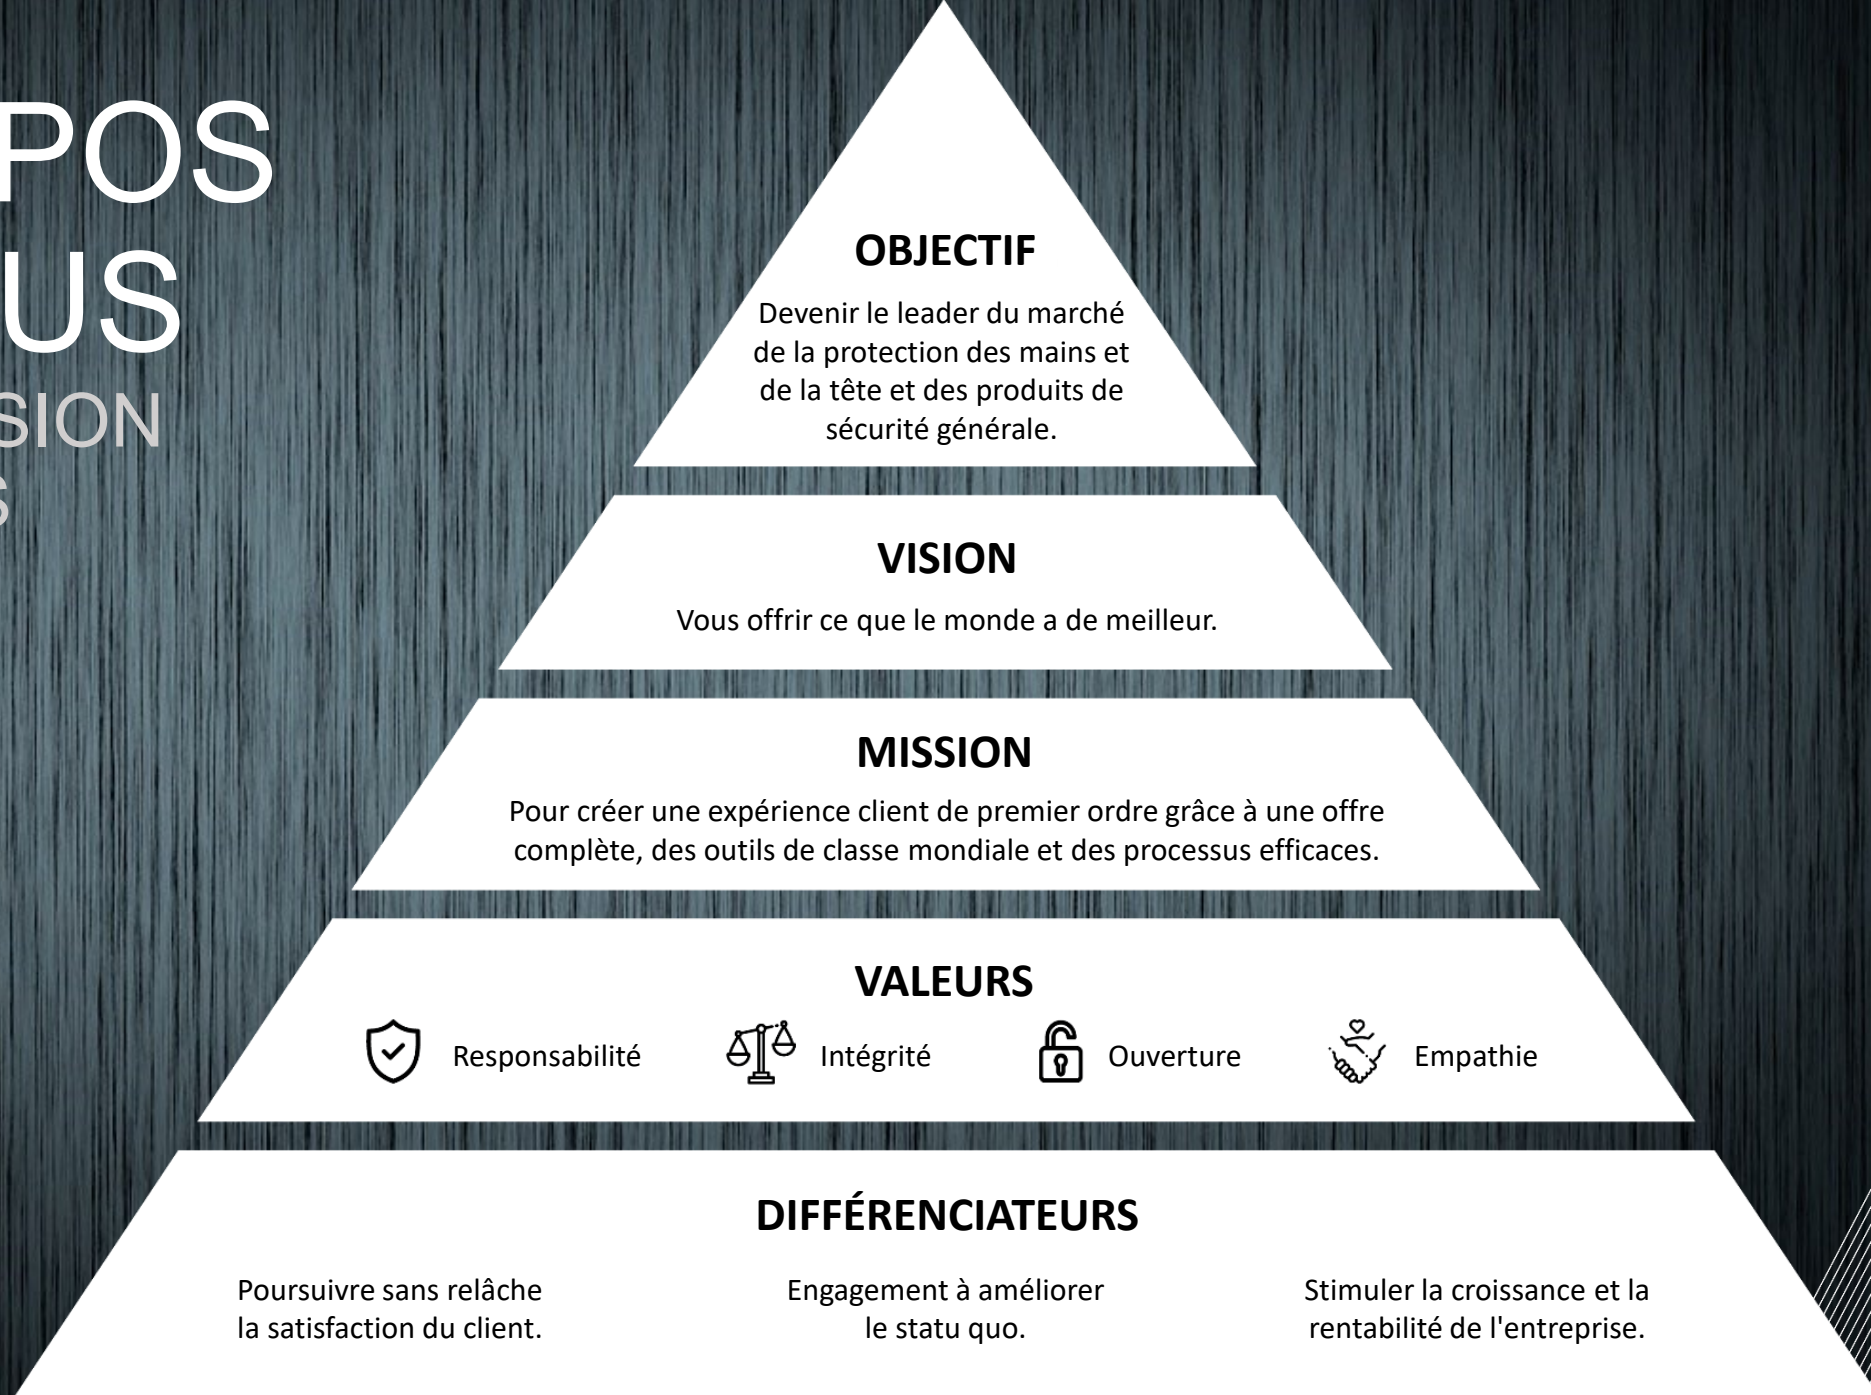 POS
US
SION
S
OBJECTIF
Devenir le leader du marché
de la protection des mains et
de la tête et des produits de
sécurité générale.
VISION
Vous offrir ce que le monde a de meilleur.
MISSION
Pour créer une expérience client de premier ordre grâce à une offre
complète, des outils de classe mondiale et des processus efficaces.
VALEURS
Responsabilité Intégrité Ouverture Empathie
DIFFÉRENCIATEURS
Poursuivre sans relâche
la satisfaction du client.
Engagement à améliorer
le statu quo.
Stimuler la croissance et la
rentabilité de l'entreprise.